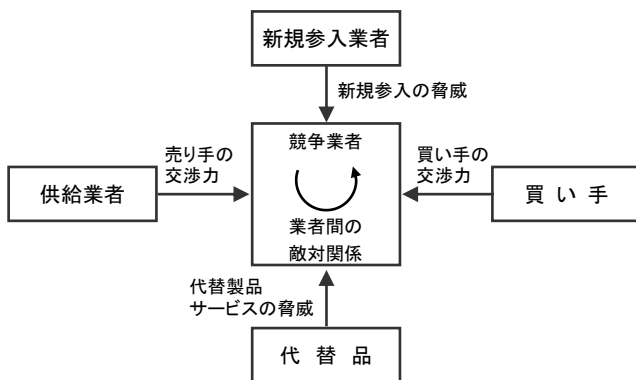 新規参入業者
新規参入の脅威
競争業者
業者間の
敵対関係
売り手の
交渉力
供給業者
買い手の
交渉力
買い手
代替製品
サービスの脅威
代替品